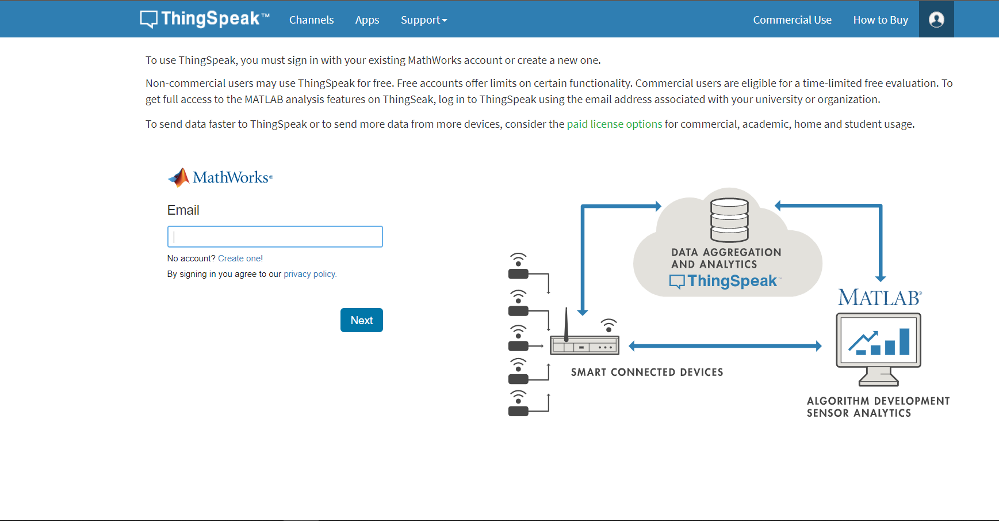 ThingSpeak™ Channels Apps Support Commercial Use How to Buy
To use ThingSpeak, you must sign in with your existing MathWorks account or create a new one.
Non-commercial users may use ThingSpeak for free. Free accounts offer limits on certain functionality. Commercial users are eligible for a time-limited free evaluation. To
get full access to the MATLAB analysis features on ThingSeak, log in to ThingSpeak using the email address associated with your university or organization.
To send data faster to ThingSpeak or to send more data from more devices, consider the paid license options for commercial, academic, home and student usage.
MathWorks®
Email
No account? Create one!
By signing in you agree to our privacy policy.
Next
DATA AGGREGATION
AND ANALYTICS
ThingSpeak™
MATLAB®
SMART CONNECTED DEVICES
ALGORITHM DEVELOPMENT
SENSOR ANALYTICS